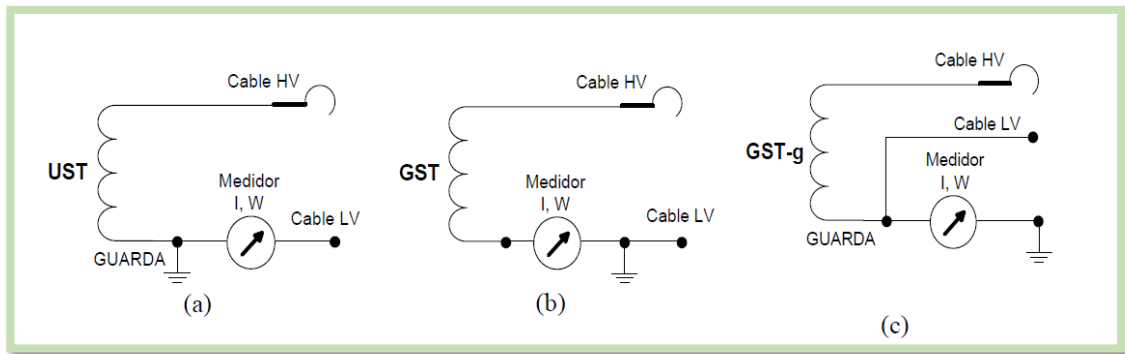 Cable HV
UST
Medidor
I, W
Cable LV
GUARDA
(a)
Cable HV
GST
Medidor
I, W
Cable LV
(b)
Cable HV
Cable LV
GST-g
Medidor
I, W
GUARDA
(c)